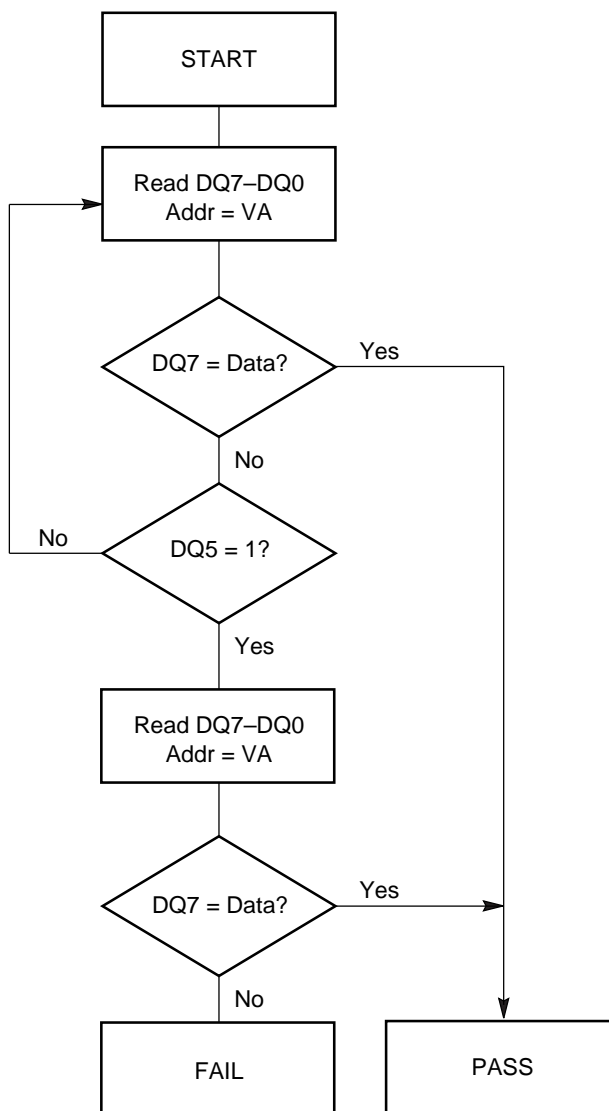 START
Read DQ7–DQ0
Addr = VA
DQ7 = Data?
Yes
No
DQ5 = 1?
No
Yes
Read DQ7–DQ0
Addr = VA
DQ7 = Data?
Yes
No
FAIL
PASS